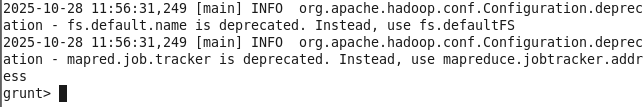 2025-10-28 11:56:31,249 [main] INFO  org.apache.hadoop.conf.Configuration.deprec
ation - fs.default.name is deprecated. Instead, use fs.defaultFS
2025-10-28 11:56:31,249 [main] INFO  org.apache.hadoop.conf.Configuration.deprec
ation - mapred.job.tracker is deprecated. Instead, use mapreduce.jobtracker.addr
ess
grunt>